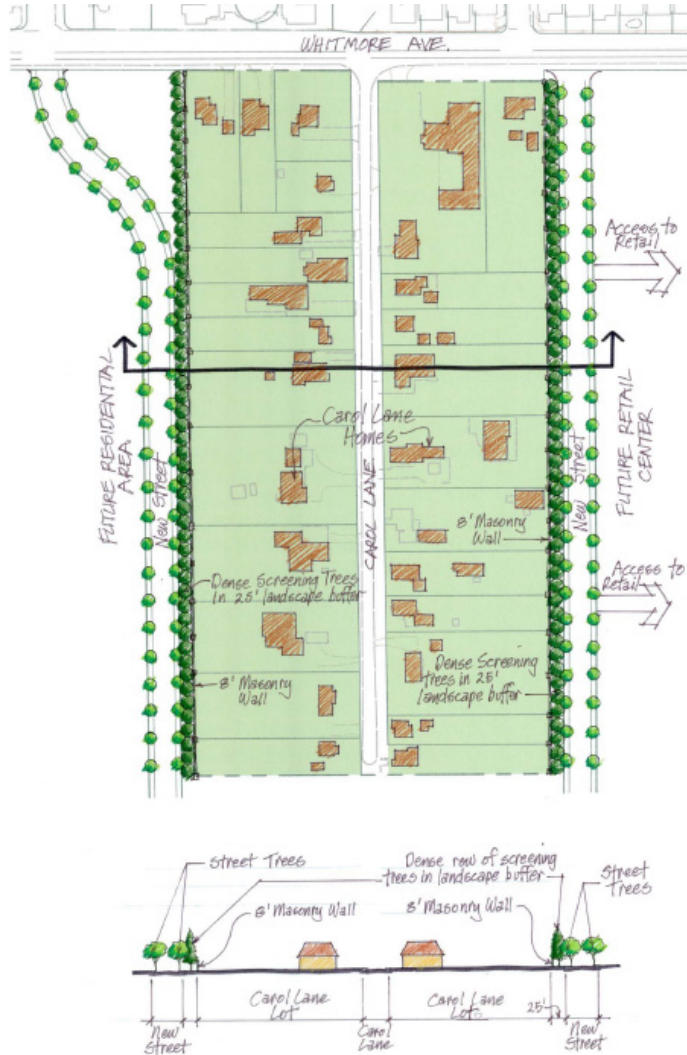 WHITMORE AVE.
Access to
Retail
FUTURE RESIDENTIAL
AREA
New Street
Carol Lane
Homes
CAROL LANE
8' Masonry
Wall
New Street
FUTURE RETAIL
CENTER
Dense Screening Trees
in 25' landscape buffer
Access to
Retail
8' Masonry
Wall
Dense Screening
trees in 25'
landscape buffer
Street Trees
Dense row of screening
trees in landscape buffer
Street
Trees
8' Masonry Wall
8' Masonry Wall
Carol Lane
Lot
Carol Lane
Lot
25'
New
Street
Carol
Lane
New
Street